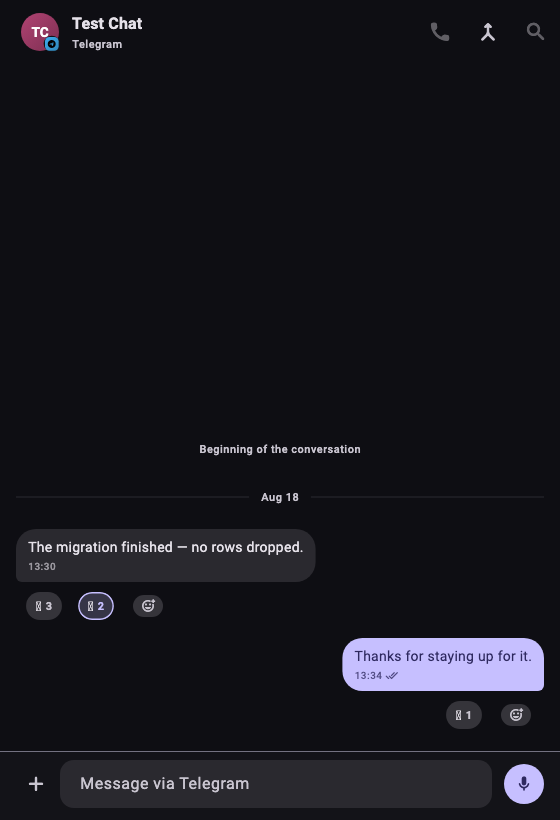 TC
Test Chat
Telegram
Beginning of the conversation
Aug 18
The migration finished — no rows dropped.
13:30
3
2
Thanks for staying up for it.
13:34
1
Message via Telegram